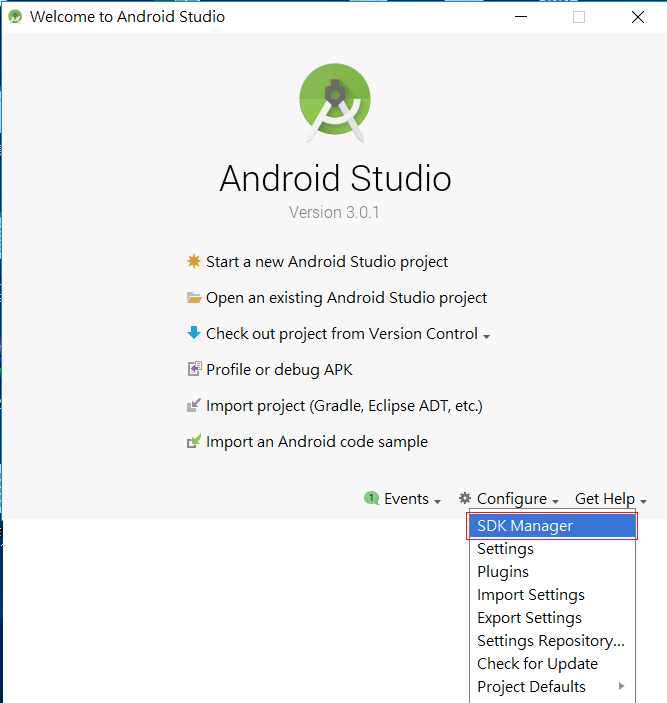 Welcome to Android Studio
Android Studio
Version 3.0.1
Start a new Android Studio project
Open an existing Android Studio project
Check out project from Version Control
Profile or debug APK
Import project (Gradle, Eclipse ADT, etc.)
Import an Android code sample
1 Events Configure Get Help
SDK Manager
Settings
Plugins
Import Settings
Export Settings
Settings Repository...
Check for Update
Project Defaults